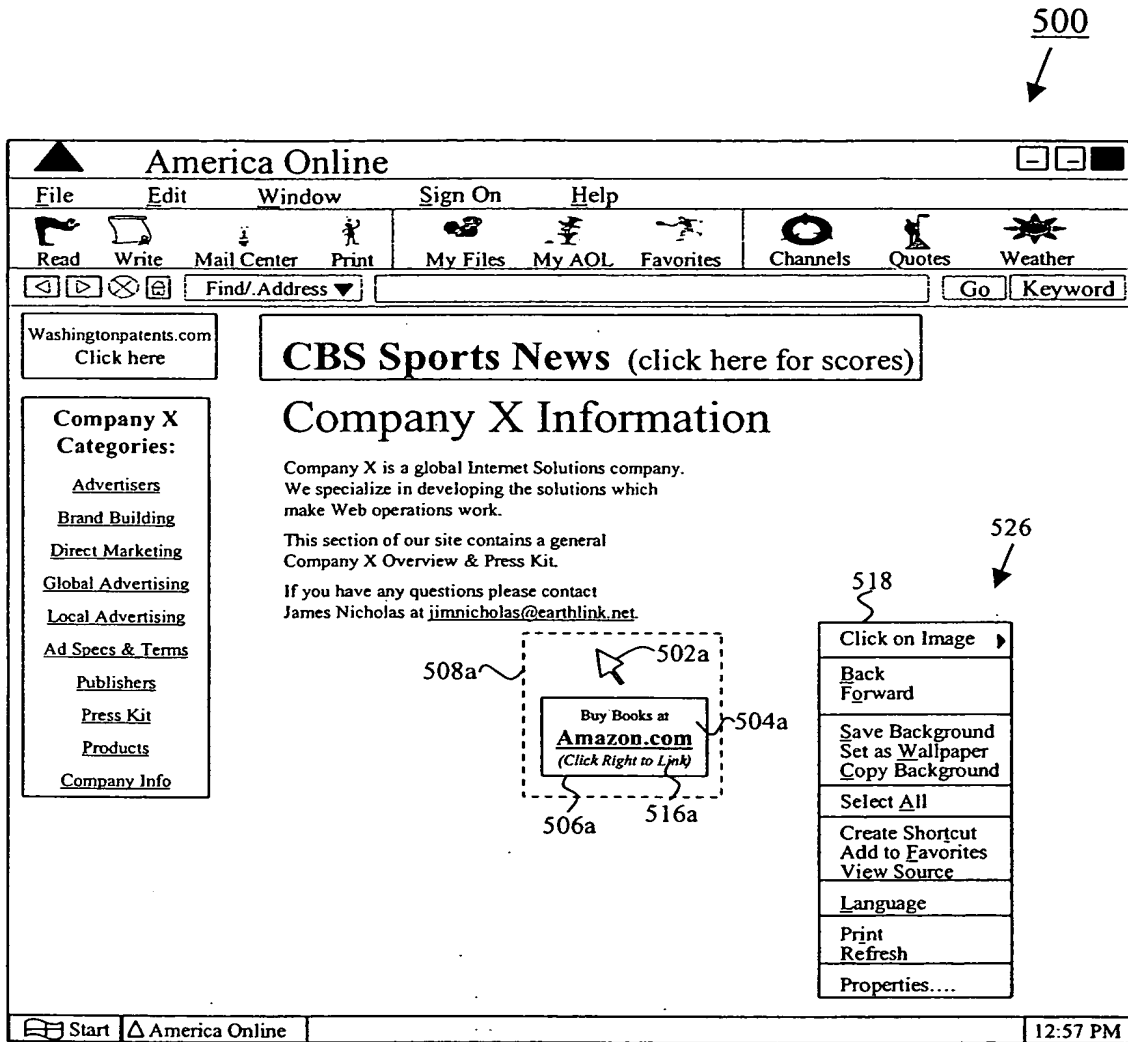 500
America Online
File Edit Window Sign On Help
Read Write Mail Center Print My Files My AOL Favorites Channels Quotes Weather
Find/.Address Go Keyword
Washingtonpatents.com
Click here
CBS Sports News (click here for scores)
Company X
Categories:
Advertisers
Brand Building
Direct Marketing
Global Advertising
Local Advertising
Ad Specs & Terms
Publishers
Press Kit
Products
Company Info
Company X Information
Company X is a global Internet Solutions company.
We specialize in developing the solutions which
make Web operations work.
This section of our site contains a general
Company X Overview & Press Kit.
If you have any questions please contact
James Nicholas at jimnicholas@earthlink.net.
508a
502a
Buy Books at
Amazon.com
(Click Right to Link)
504a
506a
516a
526
518
Click on Image
Back
Forward
Save Background
Set as Wallpaper
Copy Background
Select All
Create Shortcut
Add to Favorites
View Source
Language
Print
Refresh
Properties....
Start America Online 12:57 PM